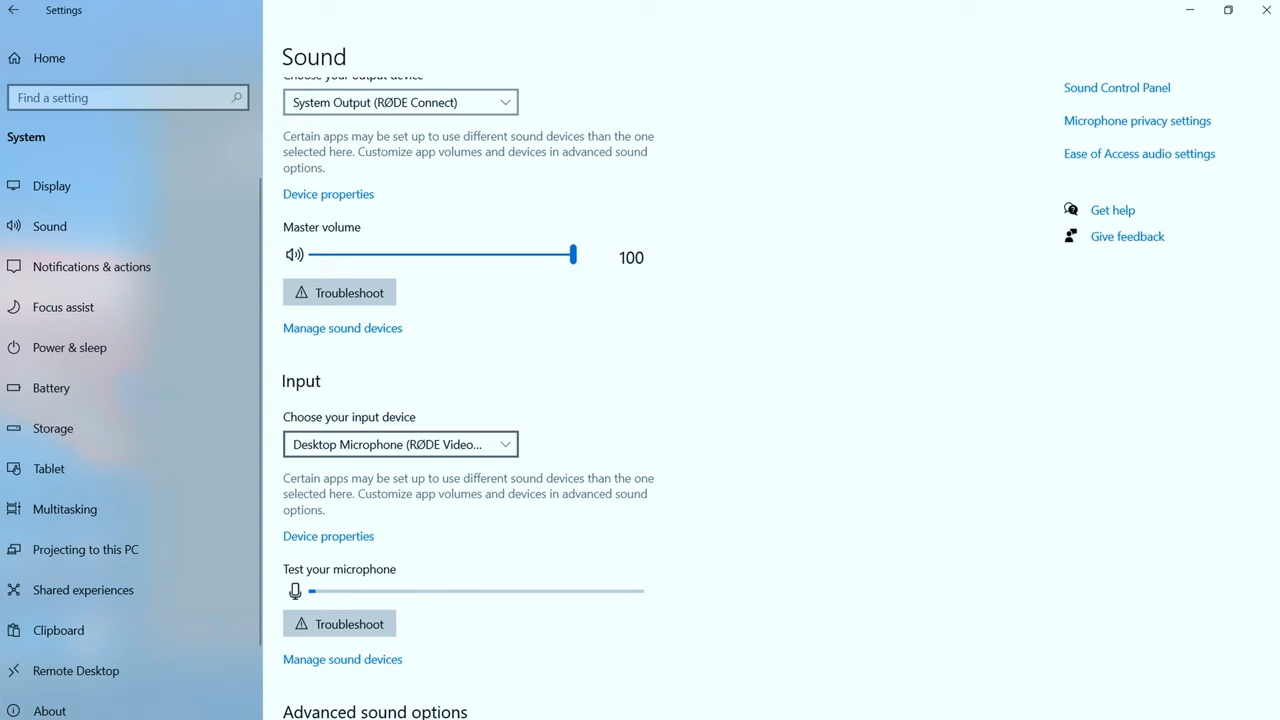 Settings
Home
Find a setting
System
Display
Sound
Notifications & actions
Focus assist
Power & sleep
Battery
Storage
Tablet
Multitasking
Projecting to this PC
Shared experiences
Clipboard
Remote Desktop
About
Sound
Choose your output device
System Output (RØDE Connect)
Certain apps may be set up to use different sound devices than the one
selected here. Customize app volumes and devices in advanced sound
options.
Device properties
Master volume
100
Troubleshoot
Manage sound devices
Input
Choose your input device
Desktop Microphone (RØDE Video...
Certain apps may be set up to use different sound devices than the one
selected here. Customize app volumes and devices in advanced sound
options.
Device properties
Test your microphone
Troubleshoot
Manage sound devices
Advanced sound options
Sound Control Panel
Microphone privacy settings
Ease of Access audio settings
Get help
Give feedback